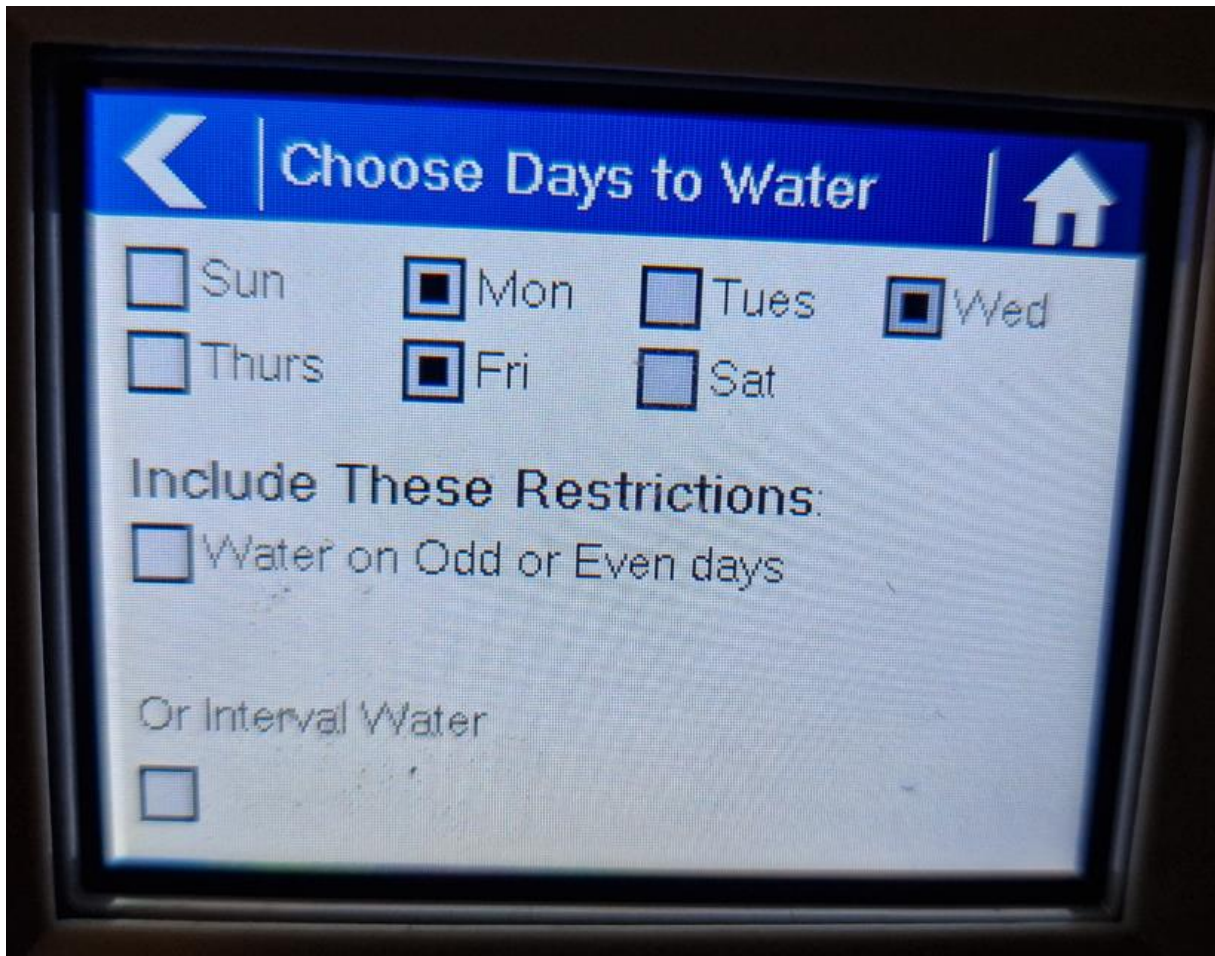 Choose Days to Water
Sun Mon Tues Wed
Thurs Fri Sat
Include These Restrictions:
Water on Odd or Even days
Or Interval Water